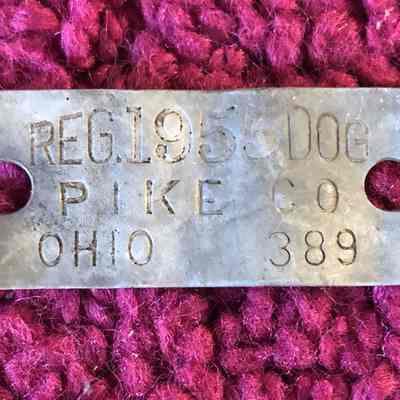 REG. 1955 DOG
PIKE CO
OHIO 389